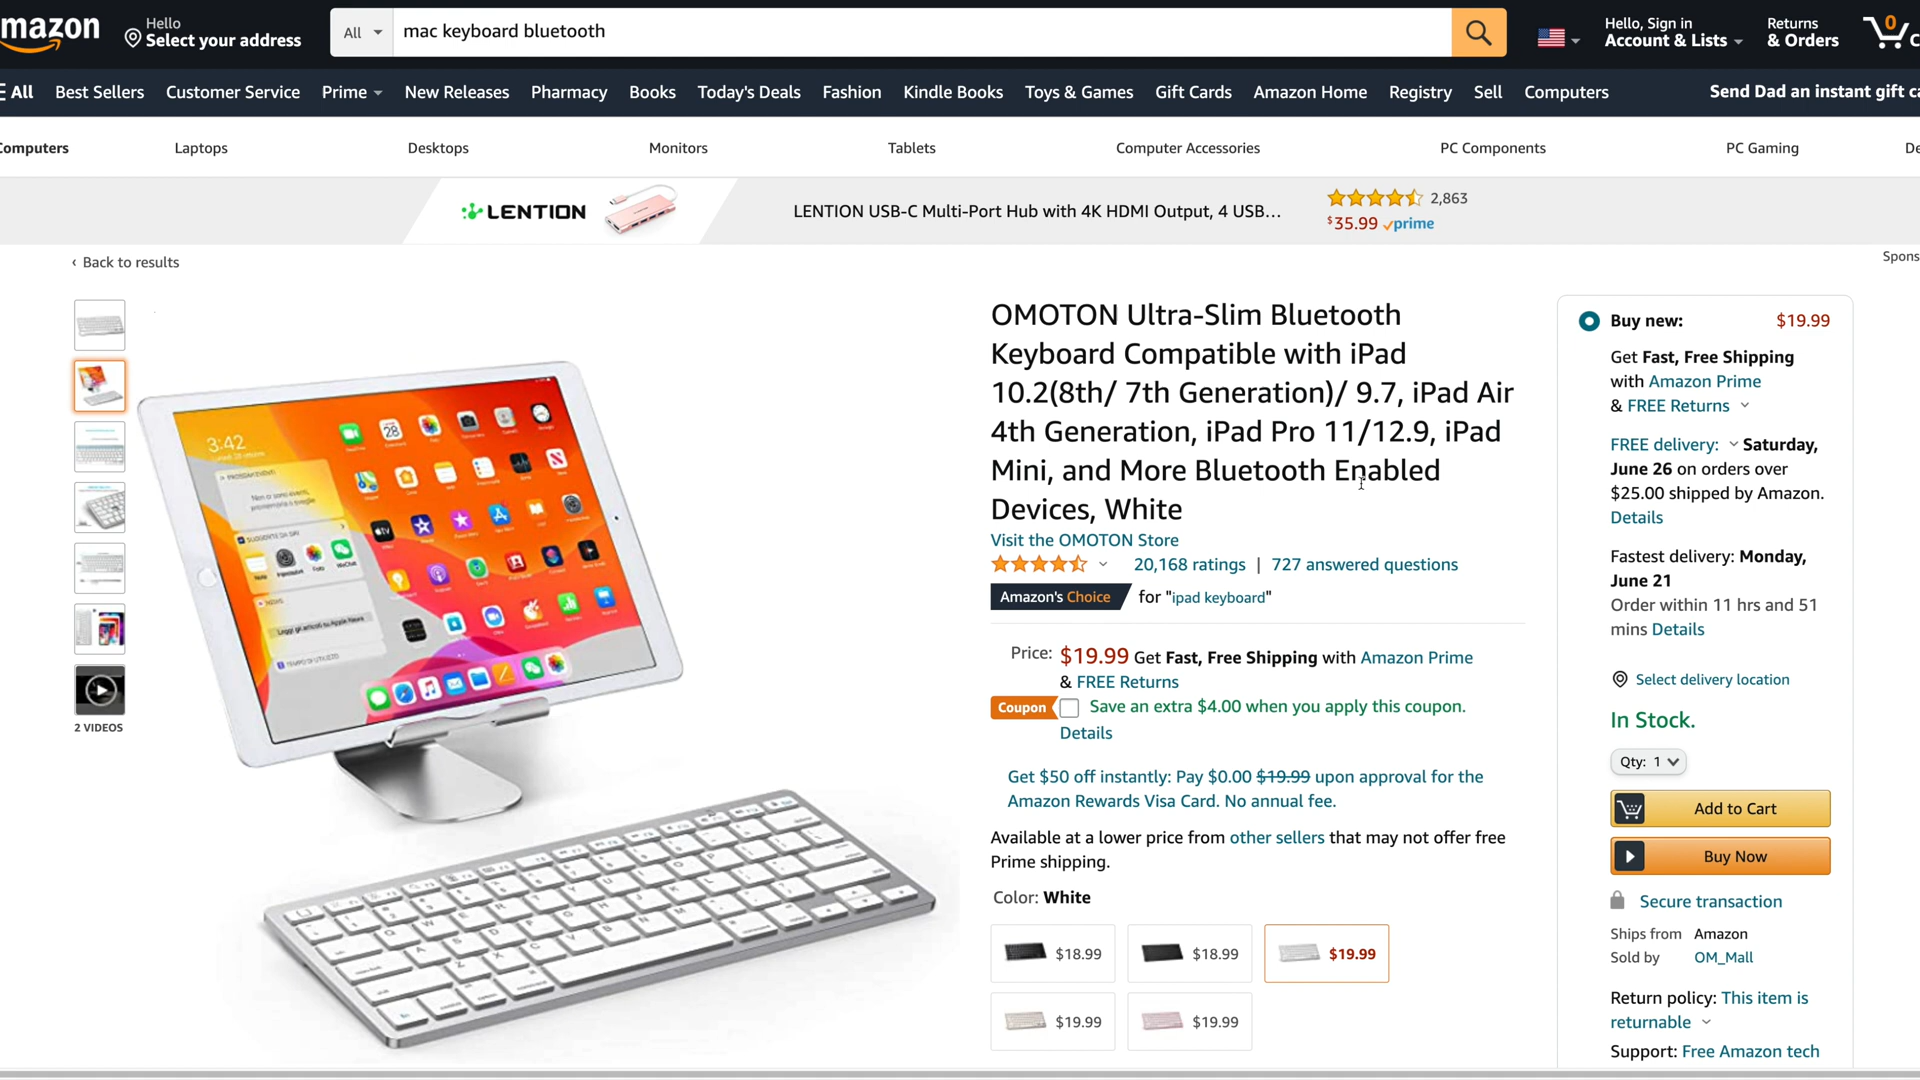 mazon
Hello
Select your address
All
mac keyboard bluetooth
Hello, Sign in
Account & Lists
Returns
& Orders
0
C
All
Best Sellers
Customer Service
Prime
New Releases
Pharmacy
Books
Today's Deals
Fashion
Kindle Books
Toys & Games
Gift Cards
Amazon Home
Registry
Sell
Computers
Send Dad an instant gift ca
Computers
Laptops
Desktops
Monitors
Tablets
Computer Accessories
PC Components
PC Gaming
De
LENTION
LENTION USB-C Multi-Port Hub with 4K HDMI Output, 4 USB...
2,863
$35.99 prime
‹ Back to results
Spons
2 VIDEOS
3:42
28
OMOTON Ultra-Slim Bluetooth
Keyboard Compatible with iPad
10.2(8th/ 7th Generation)/ 9.7, iPad Air
4th Generation, iPad Pro 11/12.9, iPad
Mini, and More Bluetooth Enabled
Devices, White
Visit the OMOTON Store
20,168 ratings | 727 answered questions
Amazon's Choice for "ipad keyboard"
Price: $19.99 Get Fast, Free Shipping with Amazon Prime
& FREE Returns
Coupon Save an extra $4.00 when you apply this coupon.
Details
Get $50 off instantly: Pay $0.00 $19.99 upon approval for the
Amazon Rewards Visa Card. No annual fee.
Available at a lower price from other sellers that may not offer free
Prime shipping.
Color: White
$18.99
$18.99
$19.99
$19.99
$19.99
Buy new: $19.99
Get Fast, Free Shipping
with Amazon Prime
& FREE Returns
FREE delivery: Saturday,
June 26 on orders over
$25.00 shipped by Amazon.
Details
Fastest delivery: Monday,
June 21
Order within 11 hrs and 51
mins Details
Select delivery location
In Stock.
Qty: 1
Add to Cart
Buy Now
Secure transaction
Ships from Amazon
Sold by OM_Mall
Return policy: This item is
returnable
Support: Free Amazon tech